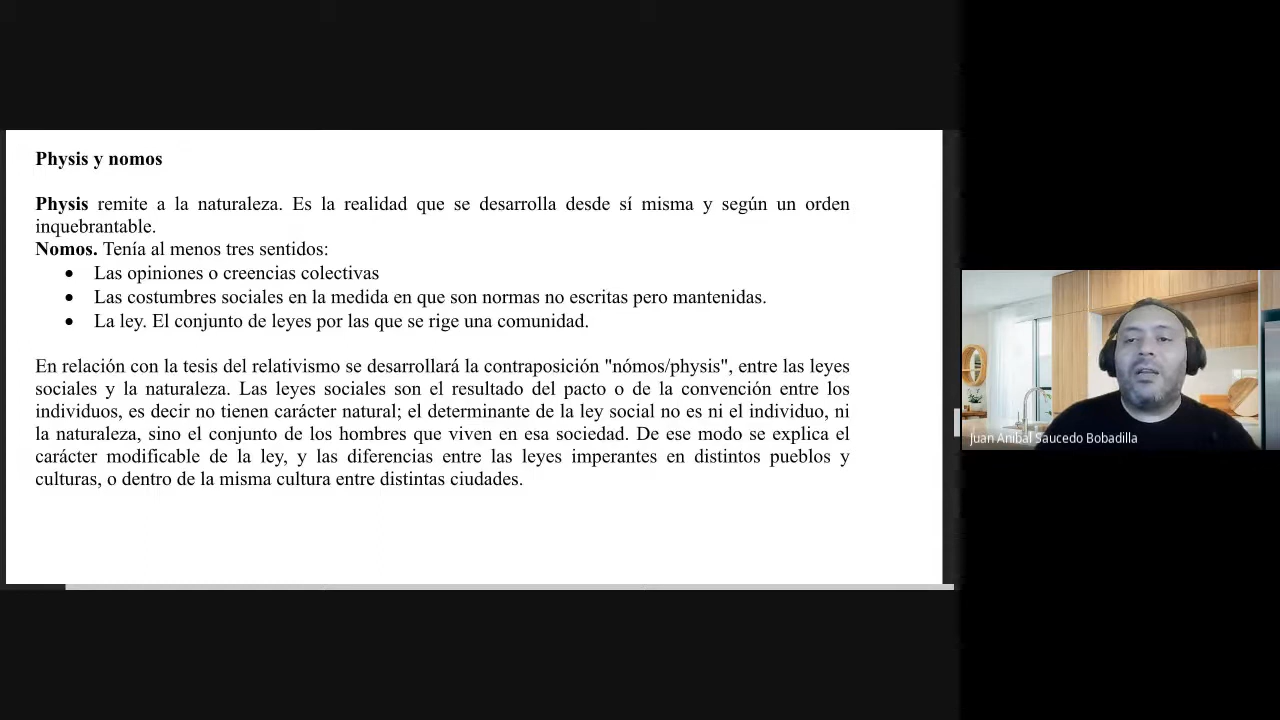 Physis y nomos
Physis remite a la naturaleza. Es la realidad que se desarrolla desde sí misma y según un orden
inquebrantable.
Nomos. Tenía al menos tres sentidos:
• Las opiniones o creencias colectivas
• Las costumbres sociales en la medida en que son normas no escritas pero mantenidas.
• La ley. El conjunto de leyes por las que se rige una comunidad.
En relación con la tesis del relativismo se desarrollará la contraposición "nómos/physis", entre las leyes
sociales y la naturaleza. Las leyes sociales son el resultado del pacto o de la convención entre los
individuos, es decir no tienen carácter natural; el determinante de la ley social no es ni el individuo, ni
la naturaleza, sino el conjunto de los hombres que viven en esa sociedad. De ese modo se explica el
carácter modificable de la ley, y las diferencias entre las leyes imperantes en distintos pueblos y
culturas, o dentro de la misma cultura entre distintas ciudades.
Juan Anibal Saucedo Bobadilla